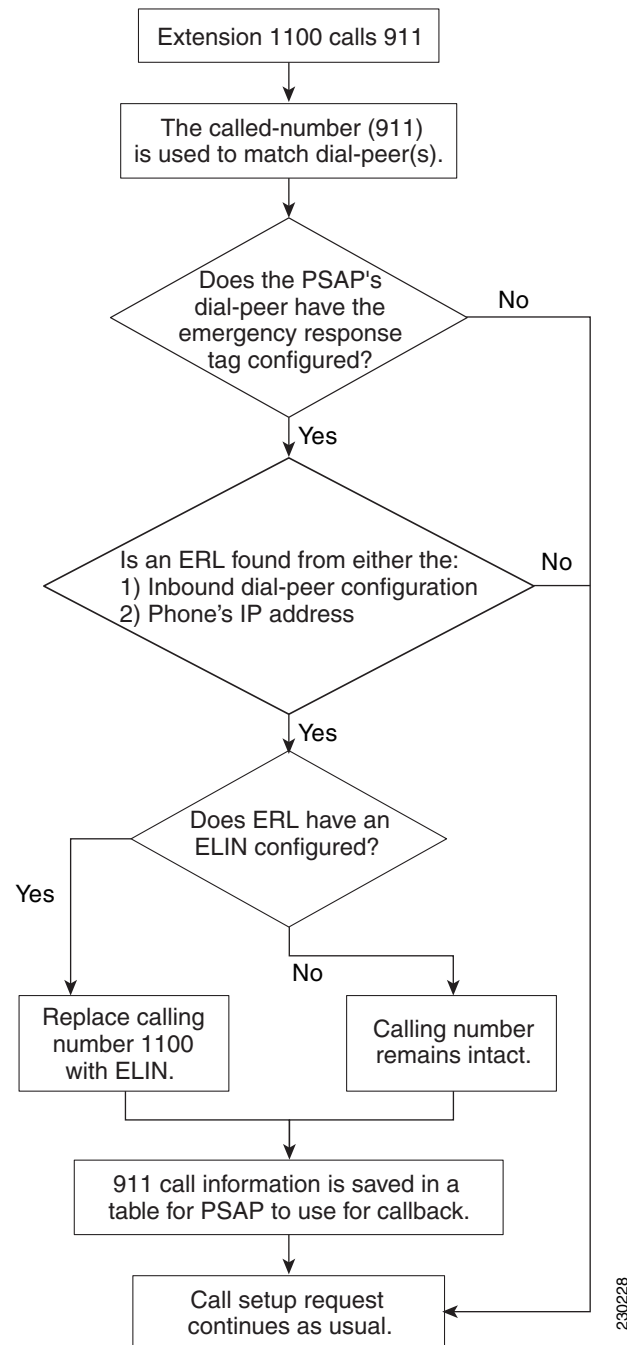 Extension 1100 calls 911
The called-number (911)
is used to match dial-peer(s).
Does the PSAP's
dial-peer have the
emergency response
tag configured?
No
Yes
Is an ERL found from either the:
1) Inbound dial-peer configuration
2) Phone's IP address
No
Yes
Does ERL have an
ELIN configured?
Yes
No
Replace calling
number 1100
with ELIN.
Calling number
remains intact.
911 call information is saved in a
table for PSAP to use for callback.
Call setup request
continues as usual.
230228